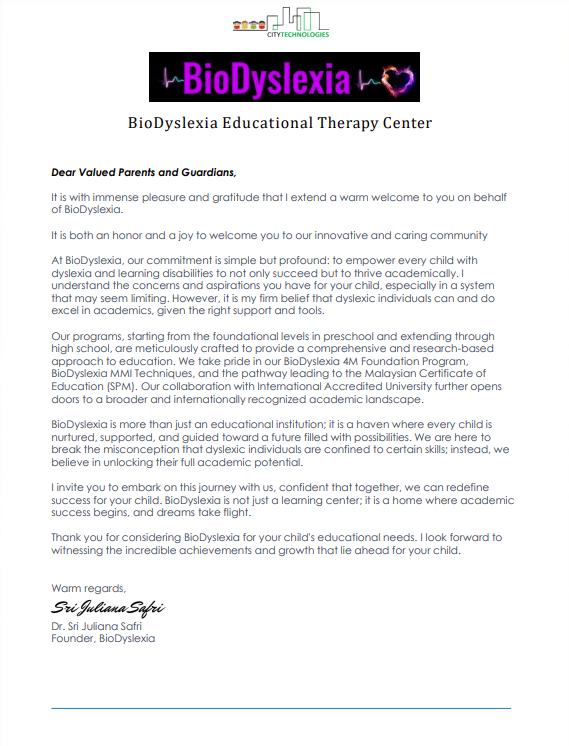 CITYTECHNOLOGIES
BioDyslexia
BioDyslexia Educational Therapy Center
Dear Valued Parents and Guardians,
It is with immense pleasure and gratitude that I extend a warm welcome to you on behalf
of BioDyslexia.
It is both an honor and a joy to welcome you to our innovative and caring community
At BioDyslexia, our commitment is simple but profound: to empower every child with
dyslexia and learning disabilities to not only succeed but to thrive academically. I
understand the concerns and aspirations you have for your child, especially in a system
that may seem limiting. However, it is my firm belief that dyslexic individuals can and do
excel in academics, given the right support and tools.
Our programs, starting from the foundational levels in preschool and extending through
high school, are meticulously crafted to provide a comprehensive and research-based
approach to education. We take pride in our BioDyslexia 4M Foundation Program,
BioDyslexia MMI Techniques, and the pathway leading to the Malaysian Certificate of
Education (SPM). Our collaboration with International Accredited University further opens
doors to a broader and internationally recognized academic landscape.
BioDyslexia is more than just an educational institution; it is a haven where every child is
nurtured, supported, and guided toward a future filled with possibilities. We are here to
break the misconception that dyslexic individuals are confined to certain skills; instead, we
believe in unlocking their full academic potential.
I invite you to embark on this journey with us, confident that together, we can redefine
success for your child. BioDyslexia is not just a learning center; it is a home where academic
success begins, and dreams take flight.
Thank you for considering BioDyslexia for your child's educational needs. I look forward to
witnessing the incredible achievements and growth that lie ahead for your child.
Warm regards,
Sri Juliana Safri
Dr. Sri Juliana Safri
Founder, BioDyslexia